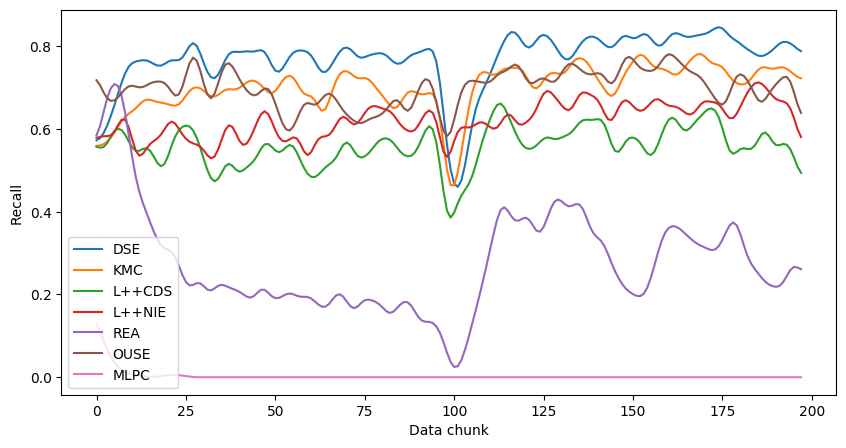 Recall
0.8
0.6
0.4
0.2
0.0
DSE
KMC
L++CDS
L++NIE
REA
OUSE
MLPC
0 25 50 75 100 125 150 175 200
Data chunk